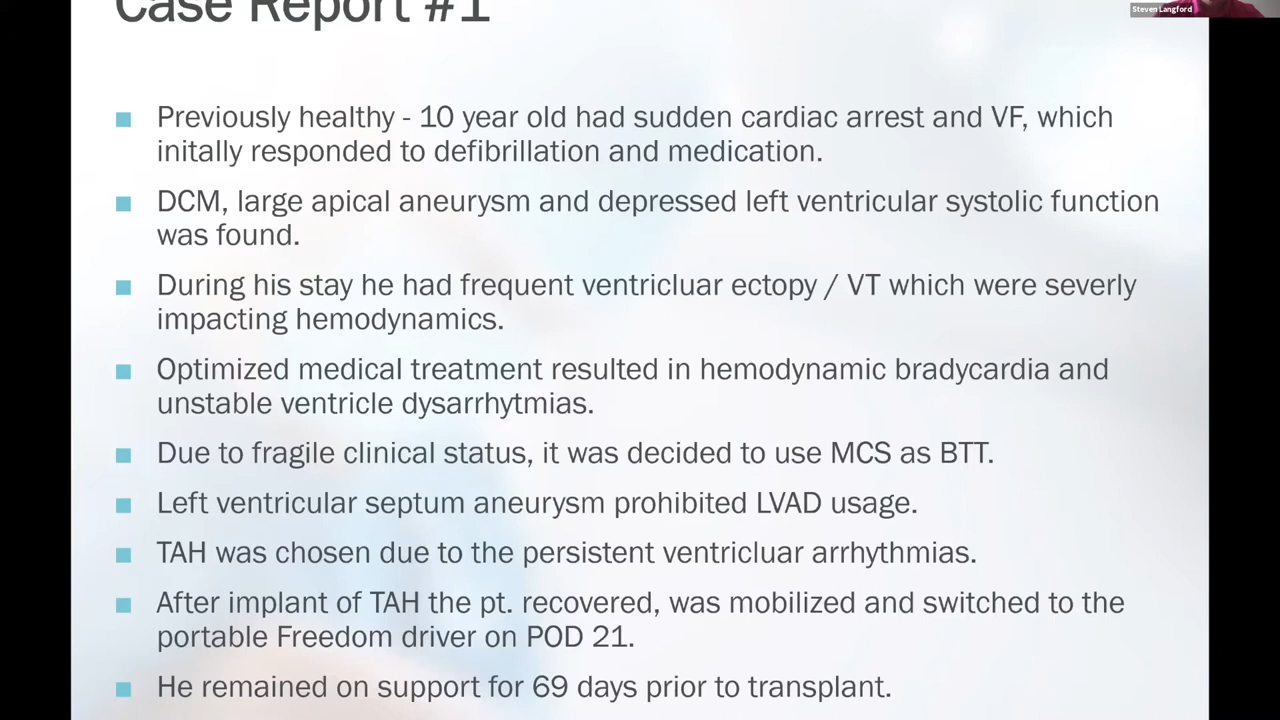 Case Report #1
Steven Langford
Previously healthy - 10 year old had sudden cardiac arrest and VF, which
initally responded to defibrillation and medication.
DCM, large apical aneurysm and depressed left ventricular systolic function
was found.
During his stay he had frequent ventricluar ectopy / VT which were severly
impacting hemodynamics.
Optimized medical treatment resulted in hemodynamic bradycardia and
unstable ventricle dysarrhytmias.
Due to fragile clinical status, it was decided to use MCS as BTT.
Left ventricular septum aneurysm prohibited LVAD usage.
TAH was chosen due to the persistent ventricluar arrhythmias.
After implant of TAH the pt. recovered, was mobilized and switched to the
portable Freedom driver on POD 21.
He remained on support for 69 days prior to transplant.